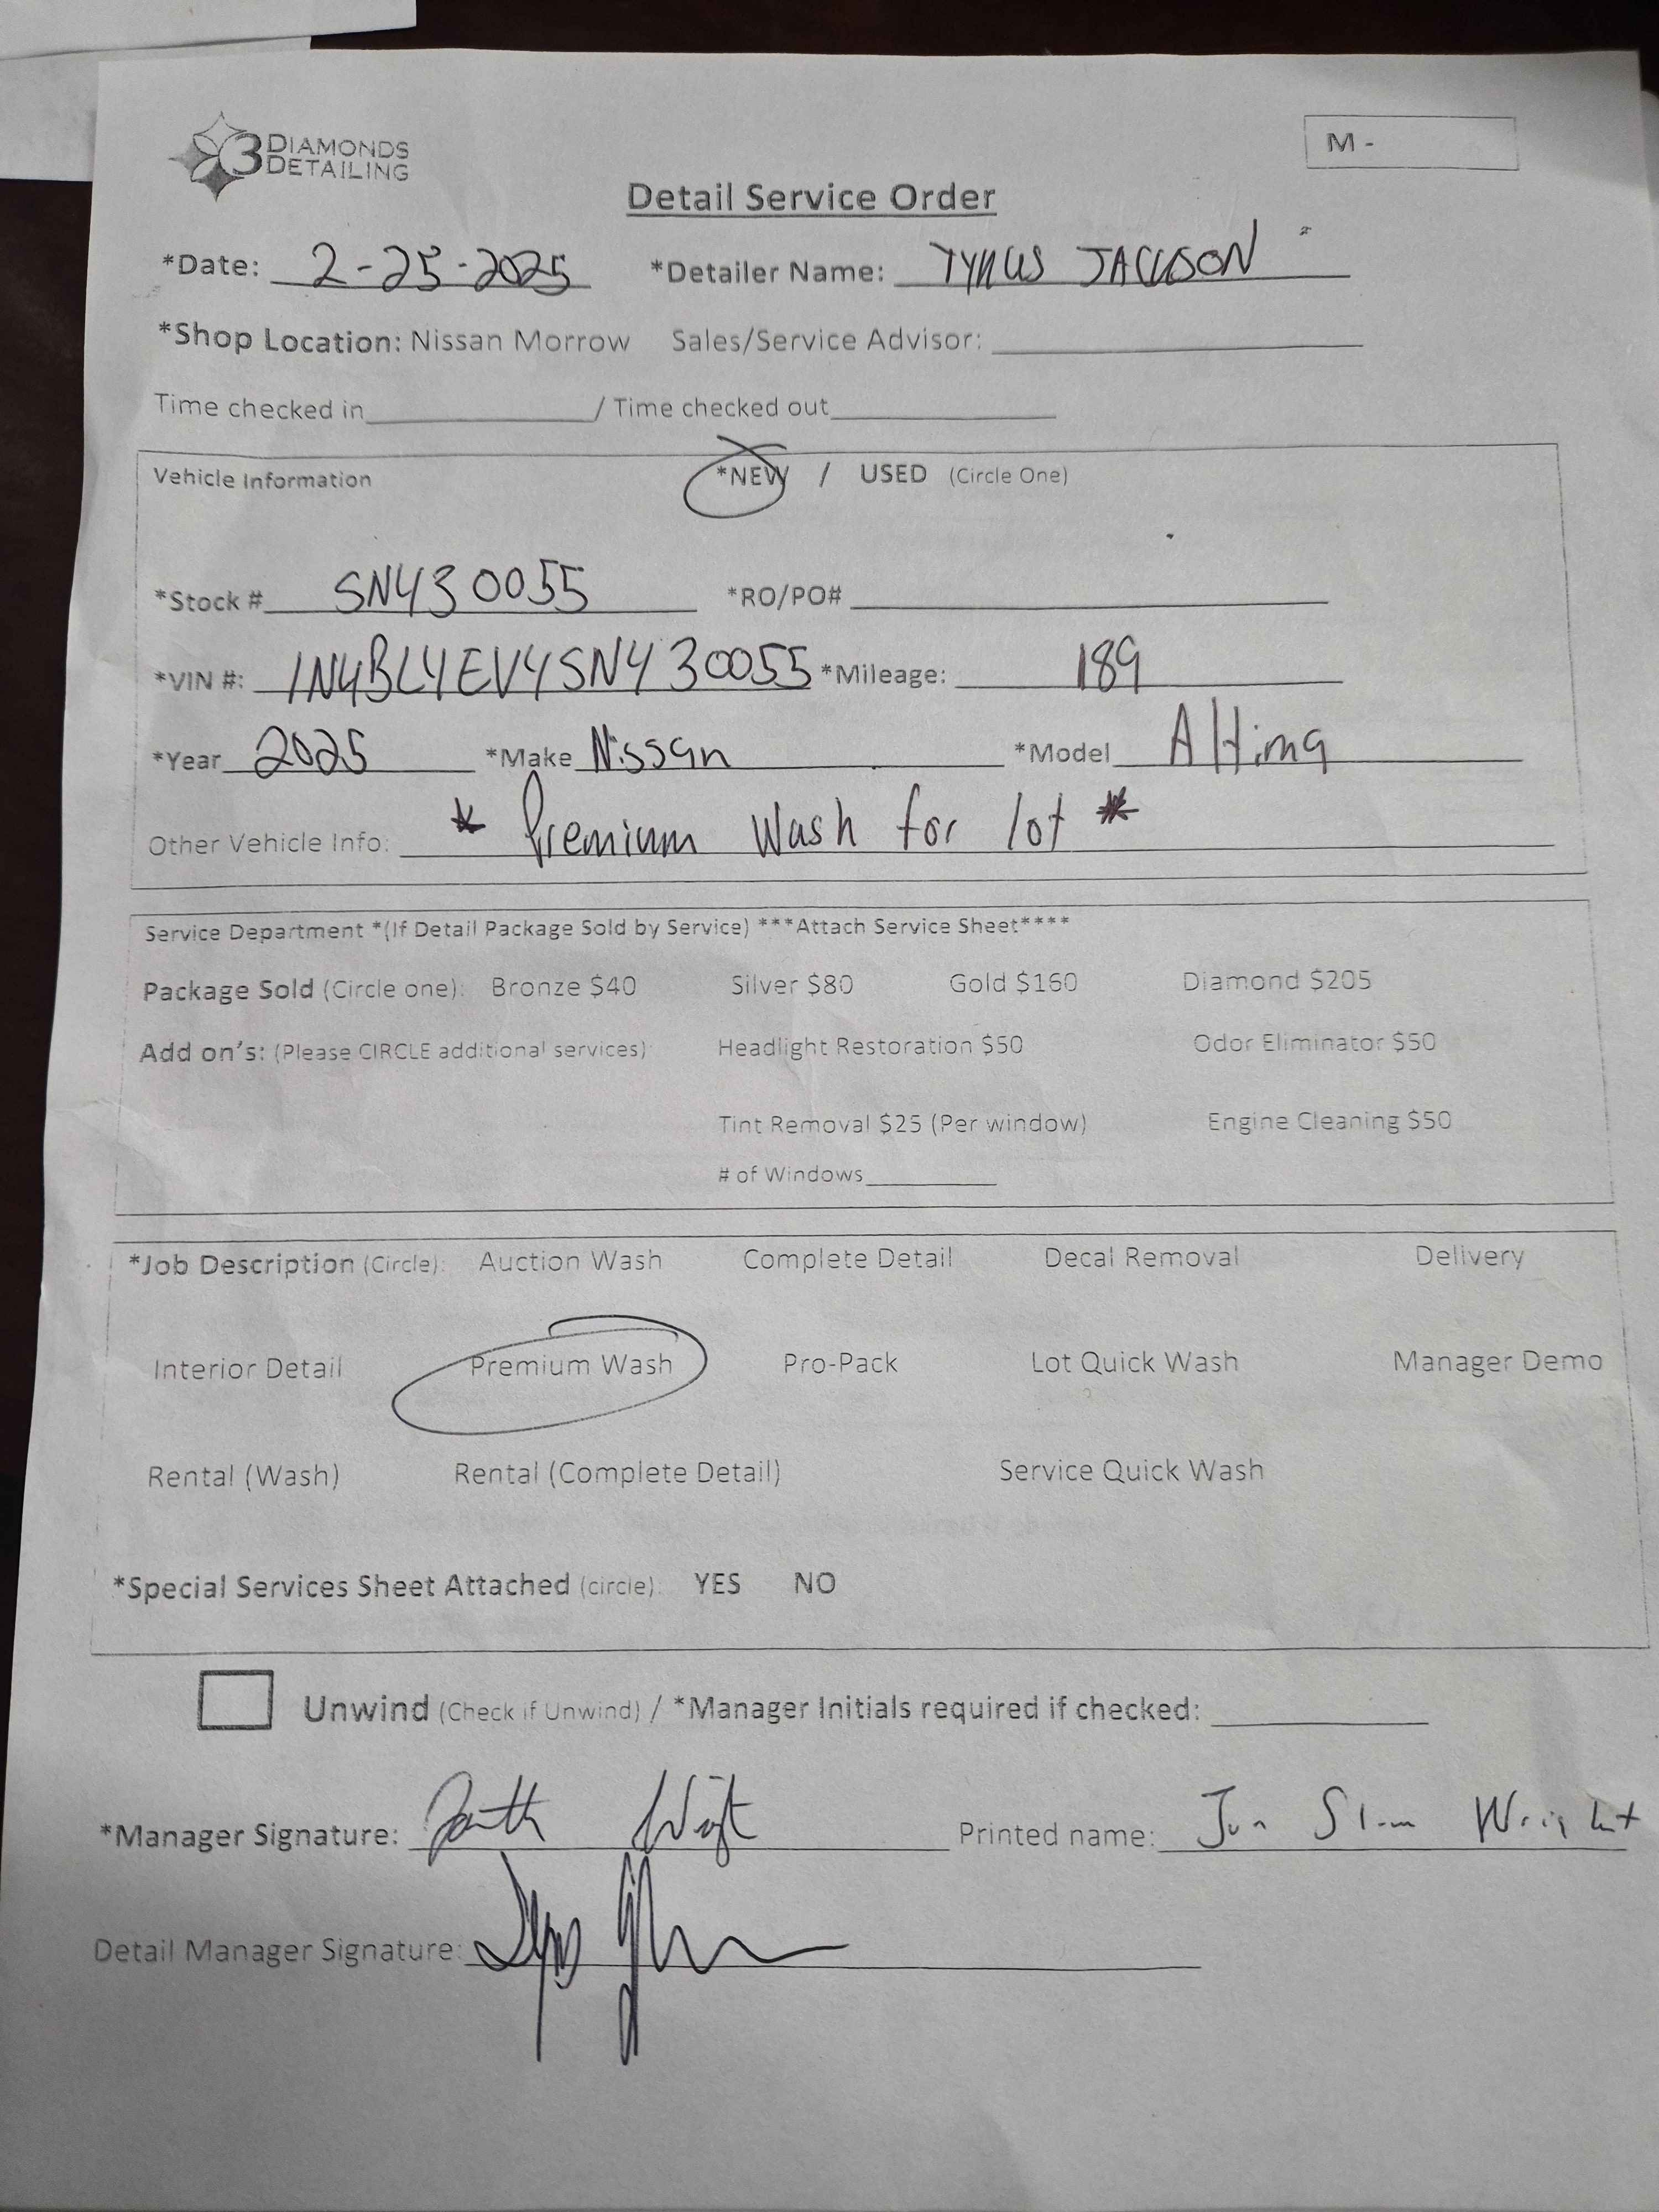 3 DIAMONDS DETAILING
M -
Detail Service Order
*Date: 2-25-2025 *Detailer Name: TYRUS JACKSON
*Shop Location: Nissan Morrow Sales/Service Advisor:
Time checked in / Time checked out
Vehicle Information *NEW / USED (Circle One)
*Stock # SN430055 *RO/PO#
*VIN #: 1N4BL4EV4SN430055 *Mileage: 189
*Year 2025 *Make Nissan *Model Altima
Other Vehicle Info: * Premium Wash for lot *
Service Department *(If Detail Package Sold by Service) ***Attach Service Sheet****
Package Sold (Circle one): Bronze $40 Silver $80 Gold $160 Diamond $205
Add on's: (Please CIRCLE additional services) Headlight Restoration $50 Odor Eliminator $50
Tint Removal $25 (Per window) Engine Cleaning $50
# of Windows
*Job Description (Circle): Auction Wash Complete Detail Decal Removal Delivery
Interior Detail Premium Wash Pro-Pack Lot Quick Wash Manager Demo
Rental (Wash) Rental (Complete Detail) Service Quick Wash
*Special Services Sheet Attached (circle): YES NO
Unwind (Check if Unwind) / *Manager Initials required if checked:
*Manager Signature: Printed name: Wright
Detail Manager Signature: